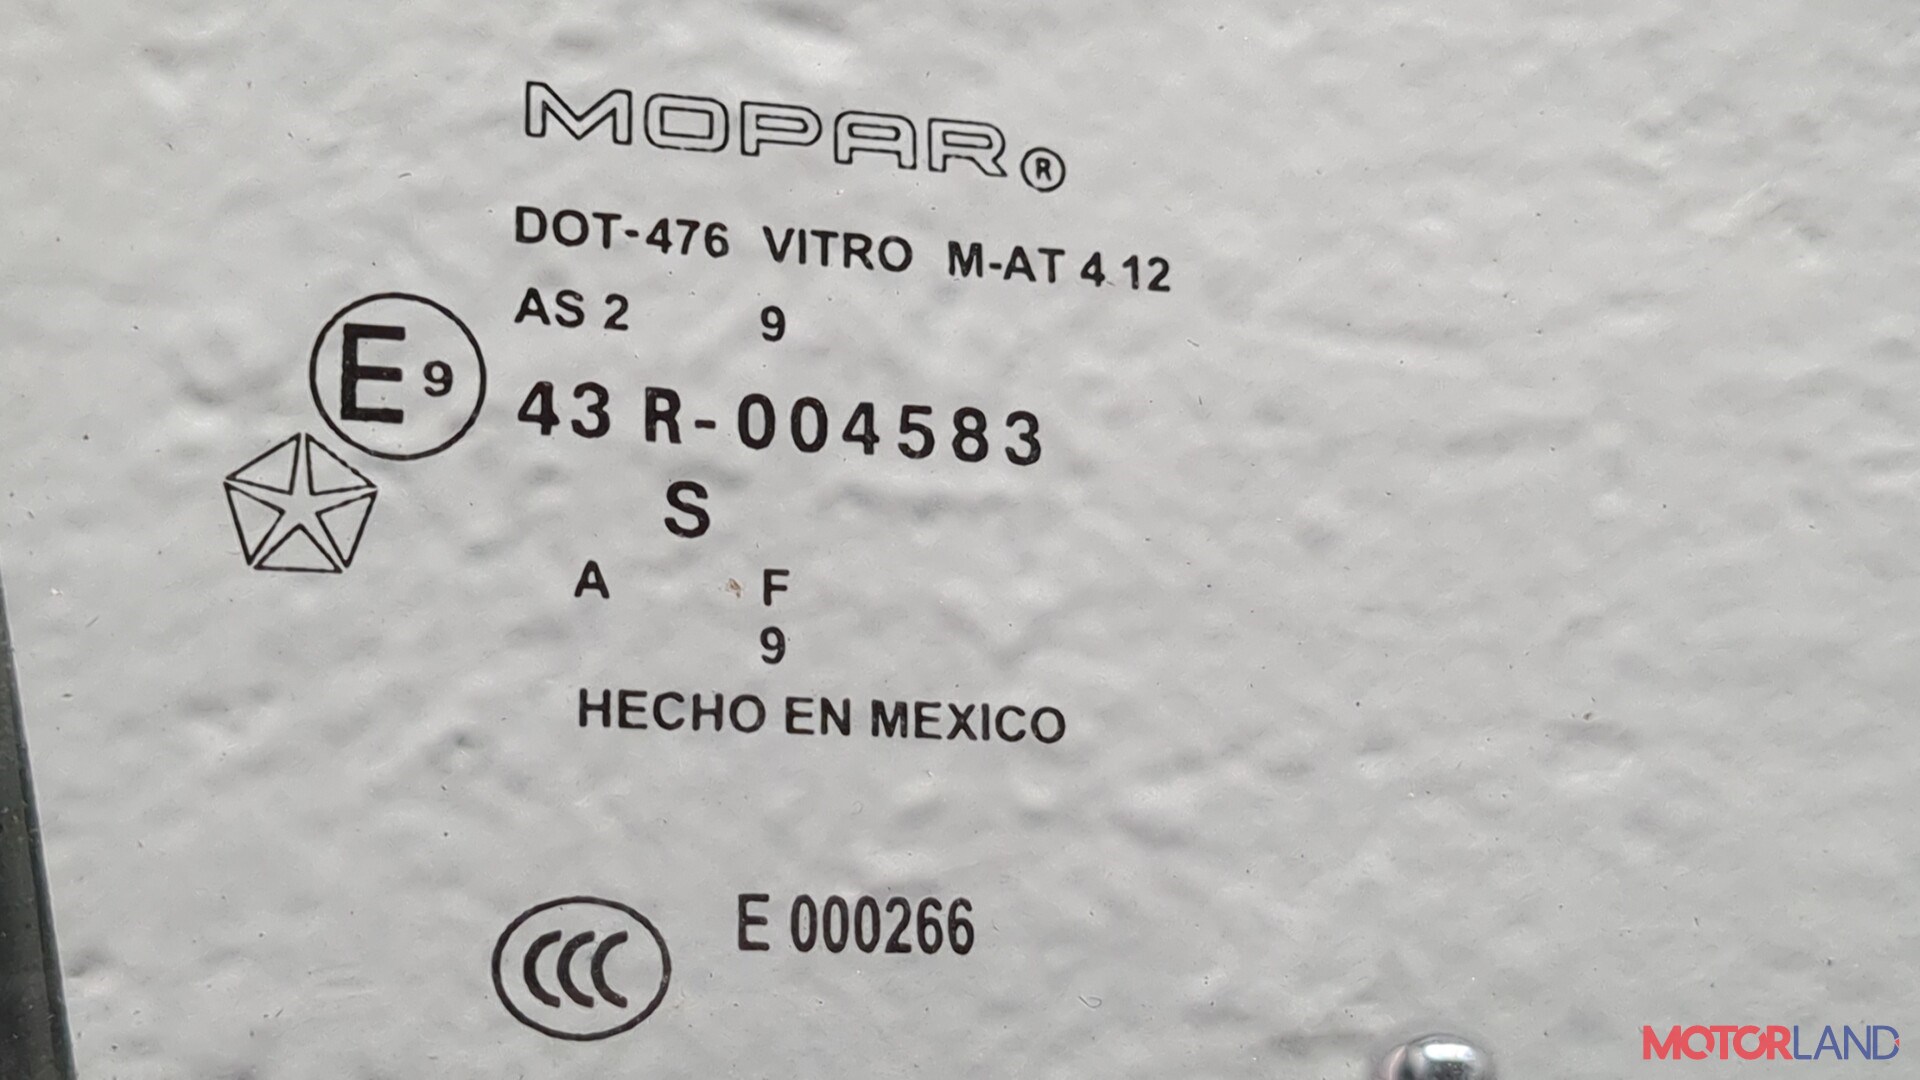 MOPAR®
DOT-476 VITRO M-AT 4.12
AS 2 9
E9 43 R-004583
S
A F
9
HECHO EN MEXICO
CCC E 000266
MOTORLAND